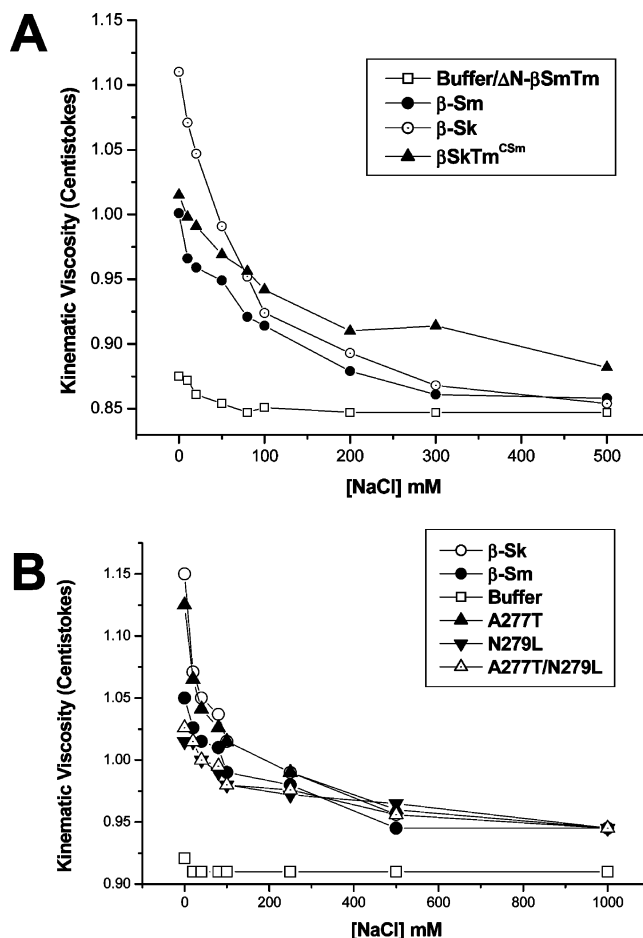 A
1.15
1.10
1.05
1.00
0.95
0.90
0.85
Kinematic Viscosity (Centistokes)
Buffer/ΔN-βSmTm
β-Sm
β-Sk
βSkTmCSm
0
100
200
300
400
500
[NaCl] mM
B
1.15
1.10
1.05
1.00
0.95
0.90
Kinematic Viscosity (Centistokes)
β-Sk
β-Sm
Buffer
A277T
N279L
A277T/N279L
0
200
400
600
800
1000
[NaCl] mM